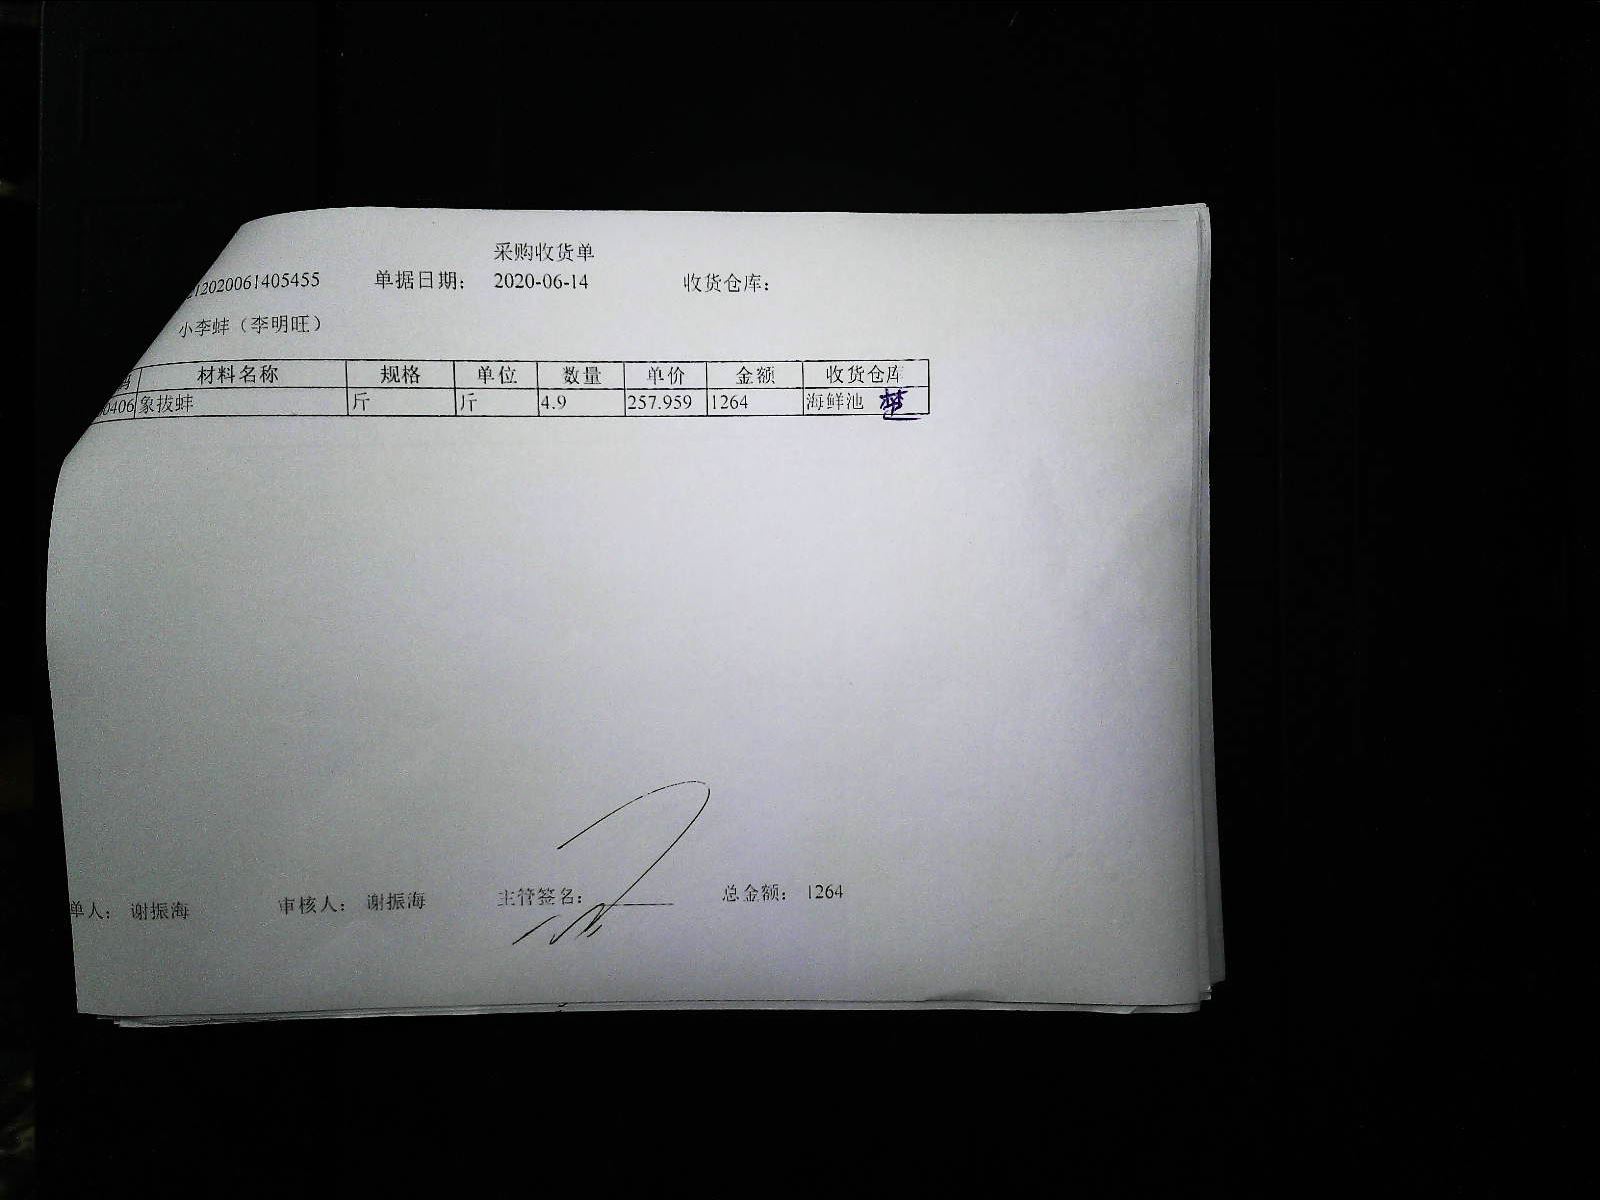 采购收货单
212020061405455 单据日期： 2020-06-14 收货仓库：
小李蚌（李明旺）
码 材料名称 规格 单位 数量 单价 金额 收货仓库
0406 象拔蚌 斤 斤 4.9 257.959 1264 海鲜池
单人： 谢振海 审核人： 谢振海 主管签名： 总金额： 1264